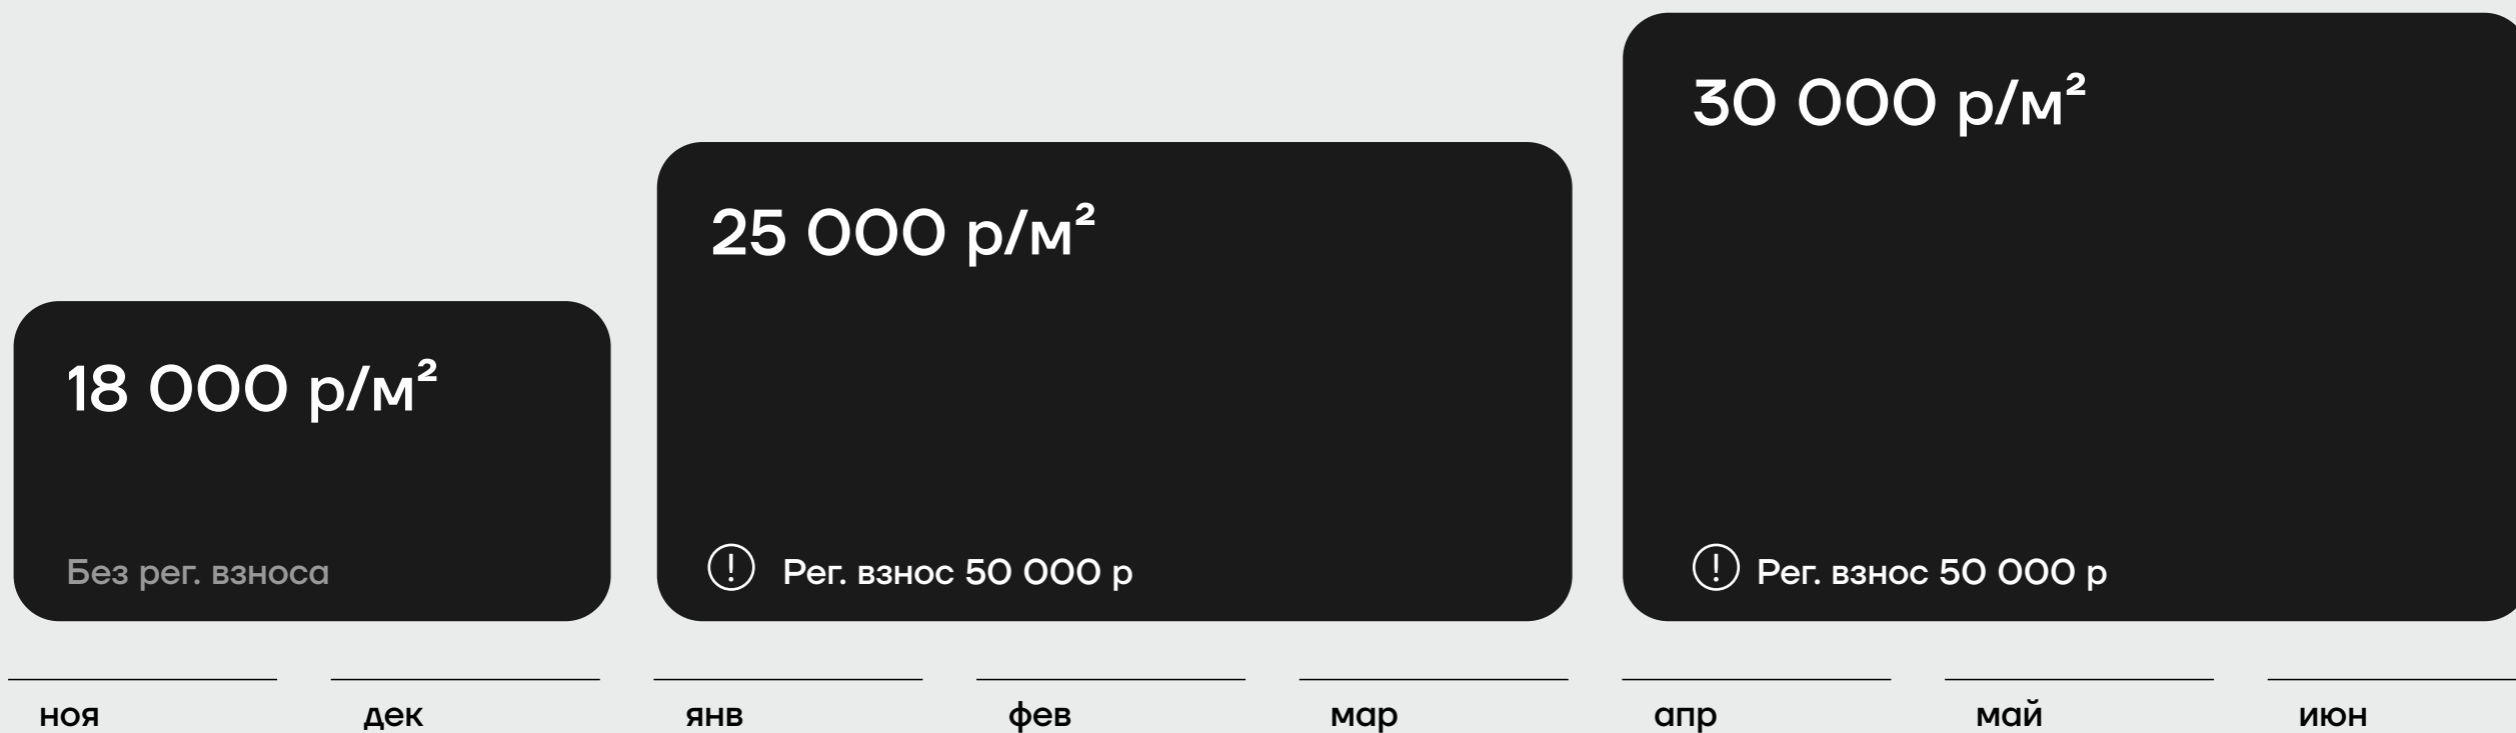 30 000 р/м²
25 000 р/м²
18 000 р/м²
Без рег. взноса
Рег. взнос 50 000 р
Рег. взнос 50 000 р
ноя
дек
янв
фев
мар
апр
май
июн